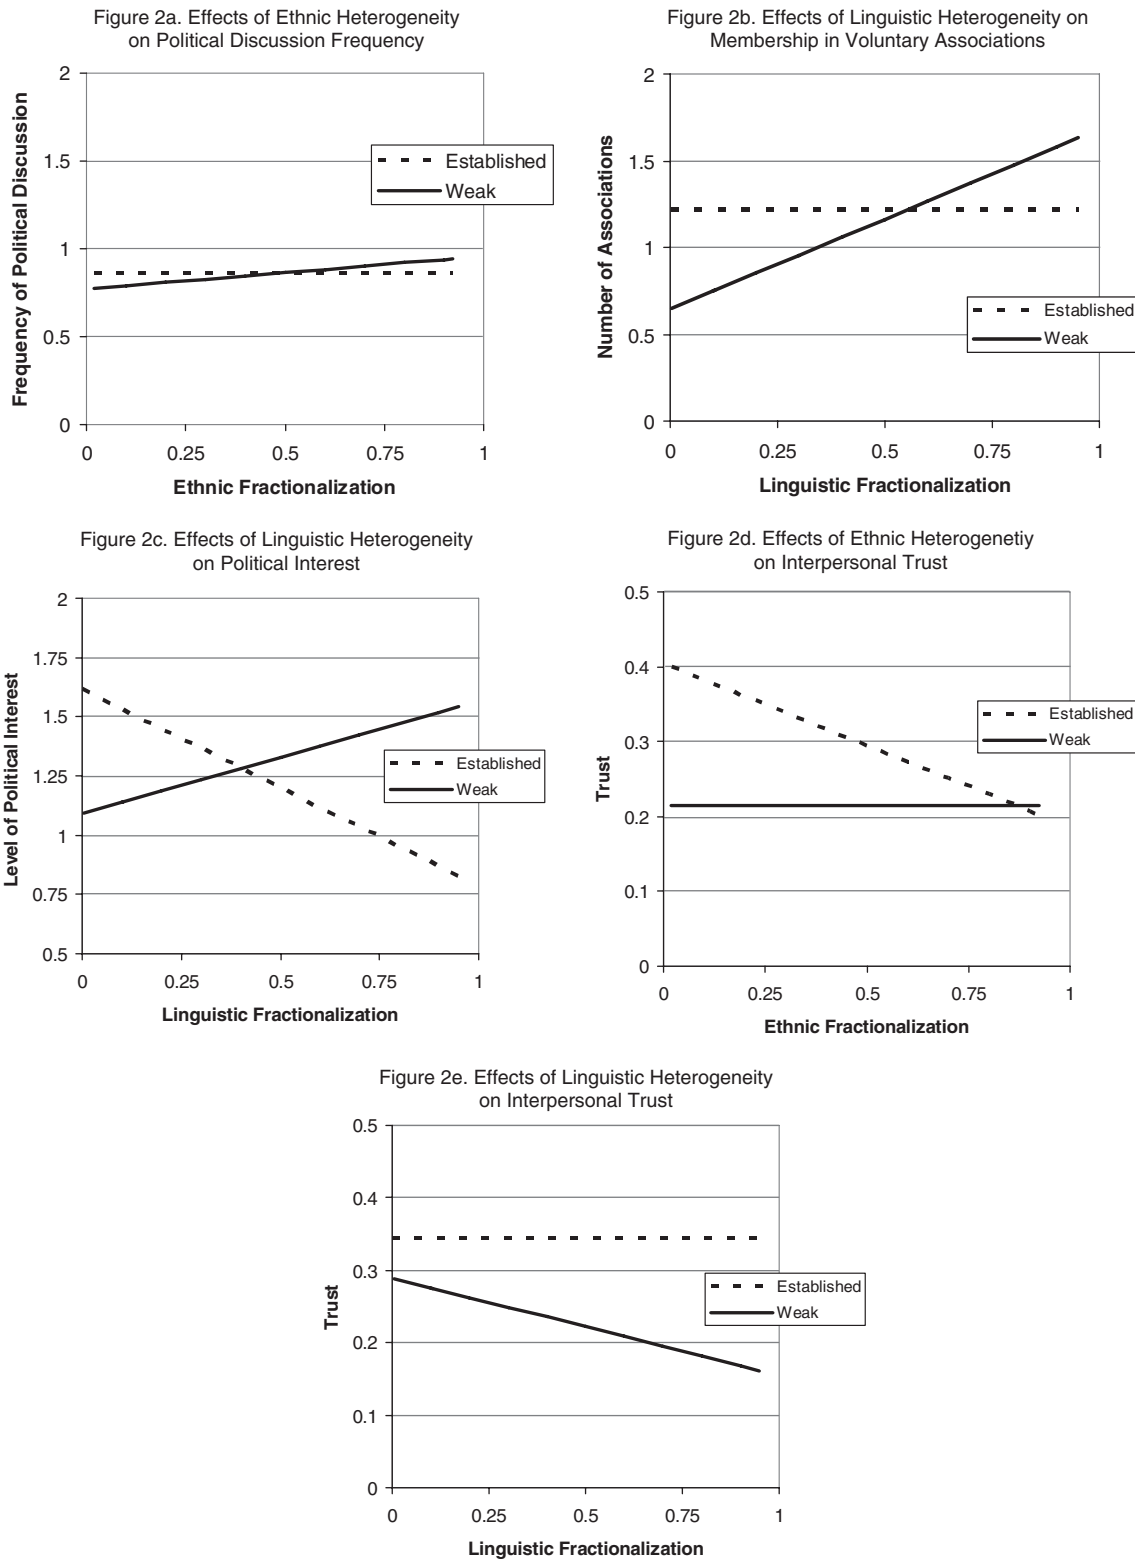 Figure 2a. Effects of Ethnic Heterogeneity
on Political Discussion Frequency
2
1.5
1
0.5
0
Frequency of Political Discussion
Established
Weak
0 0.25 0.5 0.75 1
Ethnic Fractionalization
Figure 2b. Effects of Linguistic Heterogeneity on
Membership in Voluntary Associations
2
1.5
1
0.5
0
Number of Associations
Established
Weak
0 0.25 0.5 0.75 1
Linguistic Fractionalization
Figure 2c. Effects of Linguistic Heterogeneity
on Political Interest
2
1.75
1.5
1.25
1
0.75
0.5
Level of Political Interest
Established
Weak
0 0.25 0.5 0.75 1
Linguistic Fractionalization
Figure 2d. Effects of Ethnic Heterogenetiy
on Interpersonal Trust
0.5
0.4
0.3
0.2
0.1
0
Trust
Established
Weak
0 0.25 0.5 0.75 1
Ethnic Fractionalization
Figure 2e. Effects of Linguistic Heterogeneity
on Interpersonal Trust
0.5
0.4
0.3
0.2
0.1
0
Trust
Established
Weak
0 0.25 0.5 0.75 1
Linguistic Fractionalization